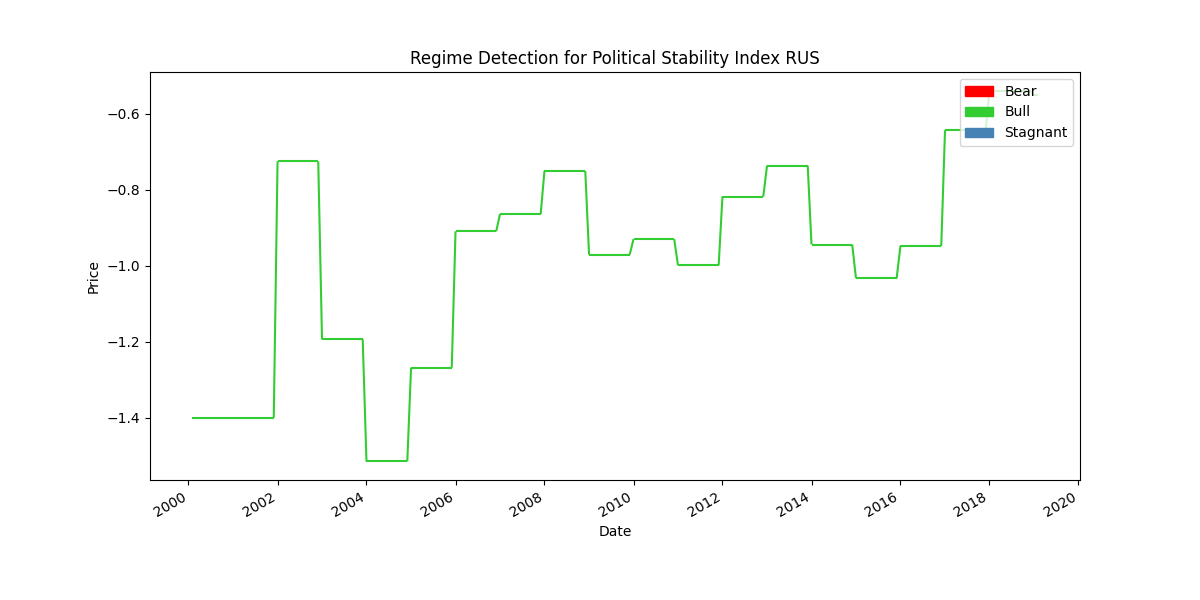 Regime Detection for Political Stability Index RUS
Bear
Bull
Stagnant
Price
−0.6
−0.8
−1.0
−1.2
−1.4
2000
2002
2004
2006
2008
2010
2012
2014
2016
2018
2020
Date